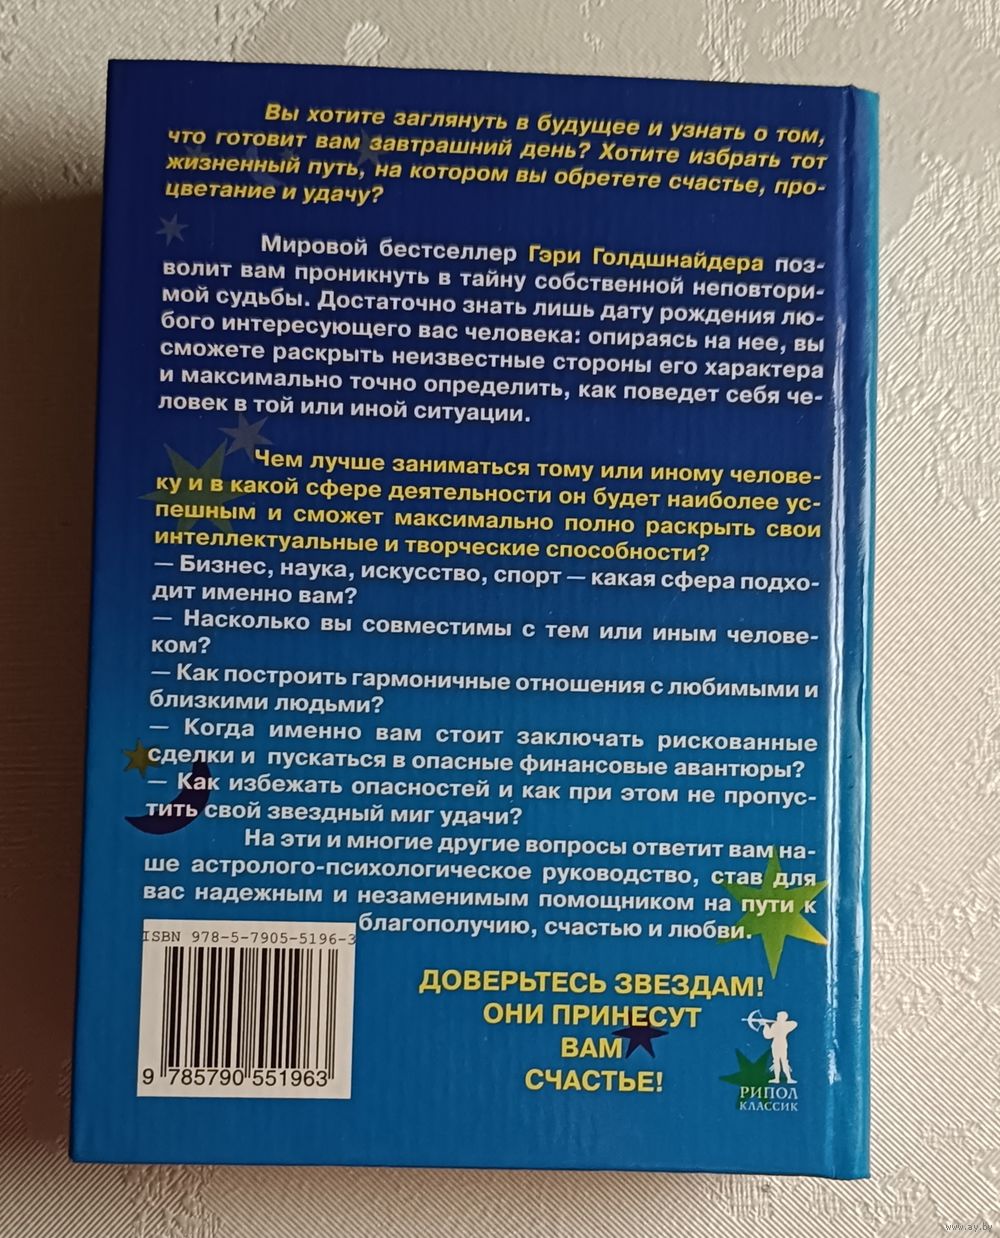 Вы хотите заглянуть в будущее и узнать о том,
что готовит вам завтрашний день? Хотите избрать тот
жизненный путь, на котором вы обретете счастье, про-
цветание и удачу?
Мировой бестселлер Гэри Голдшнайдера поз-
волит вам проникнуть в тайну собственной неповтори-
мой судьбы. Достаточно знать лишь дату рождения лю-
бого интересующего вас человека: опираясь на нее, вы
сможете раскрыть неизвестные стороны его характера
и максимально точно определить, как поведет себя че-
ловек в той или иной ситуации.
Чем лучше заниматься тому или иному челове-
ку и в какой сфере деятельности он будет наиболее ус-
пешным и сможет максимально полно раскрыть свои
интеллектуальные и творческие способности?
— Бизнес, наука, искусство, спорт — какая сфера подхо-
дит именно вам?
— Насколько вы совместимы с тем или иным челове-
ком?
— Как построить гармоничные отношения с любимыми и
близкими людьми?
— Когда именно вам стоит заключать рискованные
сделки и пускаться в опасные финансовые авантюры?
— Как избежать опасностей и как при этом не пропус-
тить свой звездный миг удачи?
На эти и многие другие вопросы ответит вам на-
ше астролого-психологическое руководство, став для
вас надежным и незаменимым помощником на пути к
благополучию, счастью и любви.
ISBN 978-5-7905-5196-3
9 785790 551963
ДОВЕРЬТЕСЬ ЗВЕЗДАМ!
ОНИ ПРИНЕСУТ
ВАМ
СЧАСТЬЕ!
РИПОЛ
КЛАССИК
www.ay.by